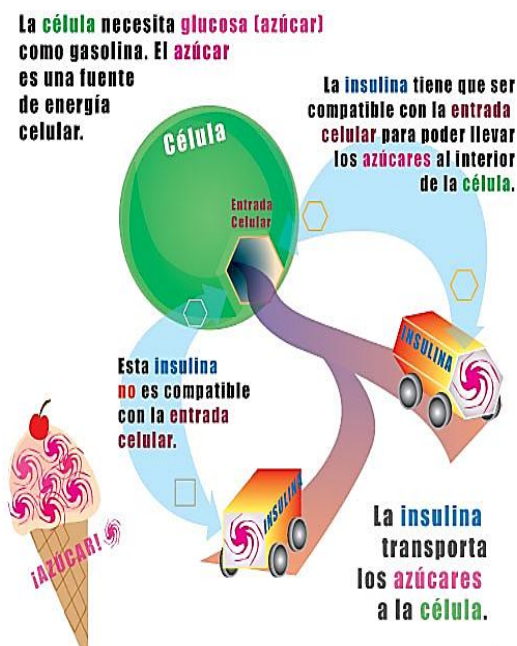 La célula necesita glucosa (azúcar)
como gasolina. El azúcar
es una fuente
de energía
celular.
La insulina tiene que ser
compatible con la entrada
celular para poder llevar
los azúcares al interior
de la célula.
Célula
Entrada
Celular
INSULINA
Esta insulina
no es compatible
con la entrada
celular.
INSULINA
¡AZÚCAR!
La insulina
transporta
los azúcares
a la célula.